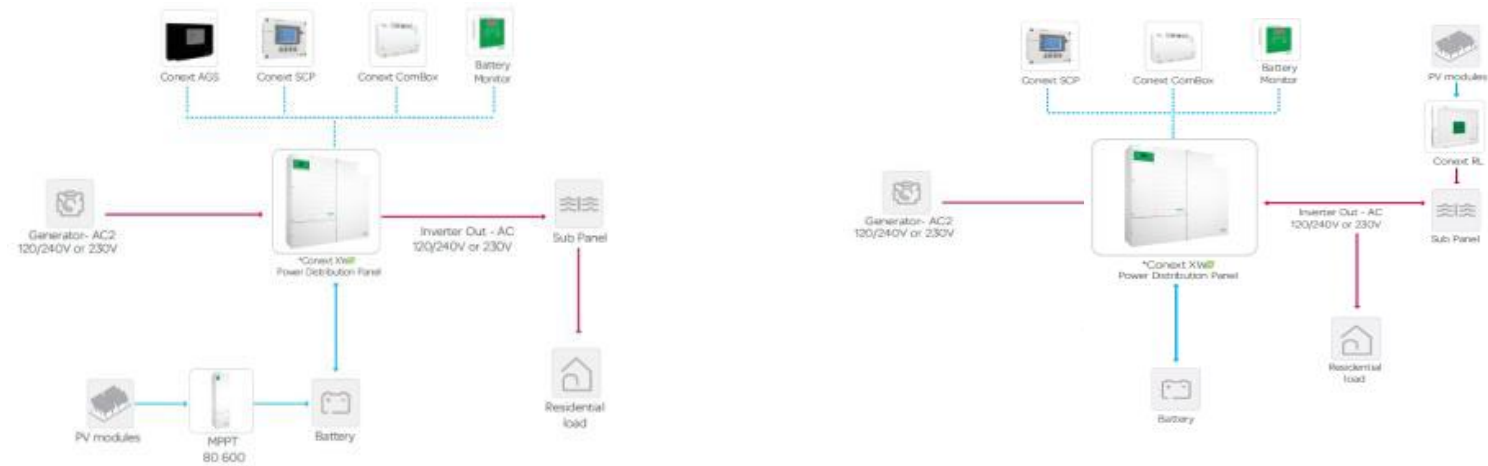 Conext AGS
Conext SCP
Conext ComBox
Battery
Monitor
Generator- AC2
120/240V or 230V
*Conext XW
Power Distribution Panel
Inverter Out - AC
120/240V or 230V
Sub Panel
PV modules
MPPT
80 600
Battery
Residential
load
Conext SCP
Conext ComBox
Battery
Monitor
PV modules
Conext RL
Generator- AC2
120/240V or 230V
*Conext XW
Power Distribution Panel
Inverter Out - AC
120/240V or 230V
Sub Panel
Residential
load
Battery